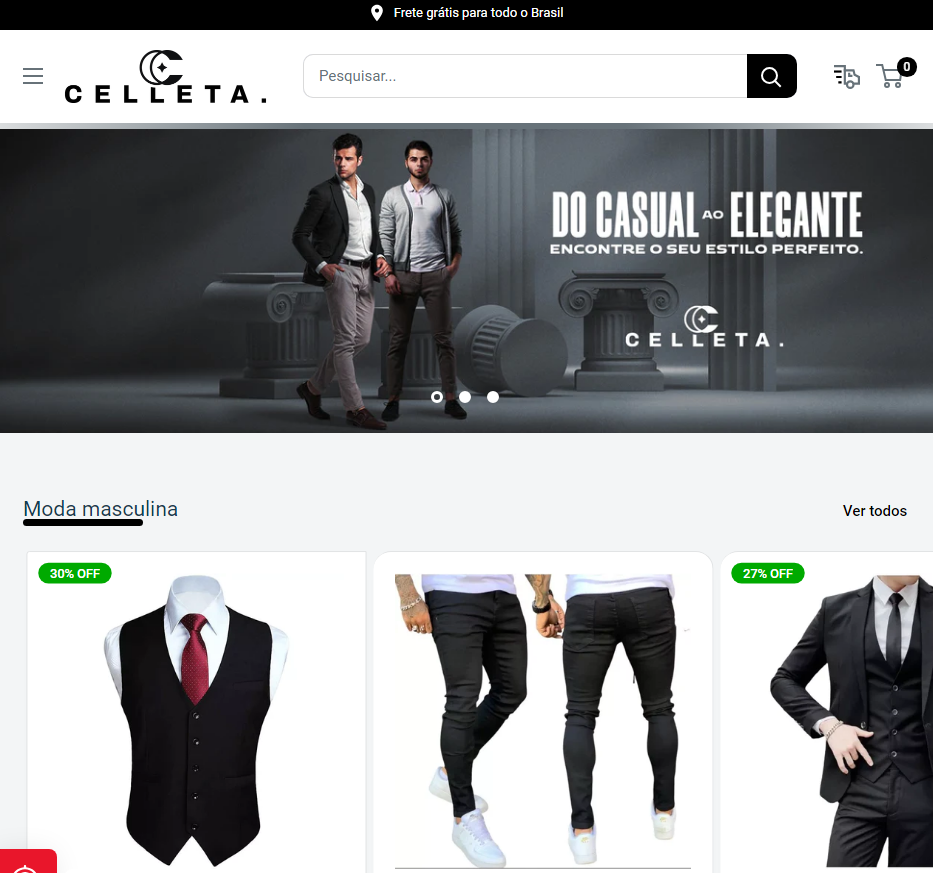 Frete grátis para todo o Brasil
CELLETA.
Pesquisar...
0
DO CASUAL AO ELEGANTE
ENCONTRE O SEU ESTILO PERFEITO.
CELLETA.
Moda masculina
Ver todos
30% OFF
27% OFF